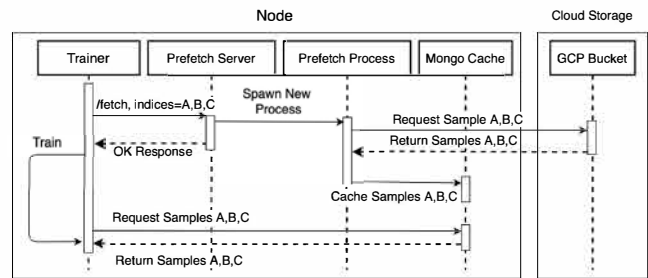 Node
Cloud Storage
Trainer
Prefetch Server
Prefetch Process
Mongo Cache
GCP Bucket
/fetch, indices=A,B,C
Spawn New
Process
Request Sample A,B,C
Return Samples A,B,C
OK Response
Train
Cache Samples A,B,C
Request Samples A,B,C
Return Samples A,B,C